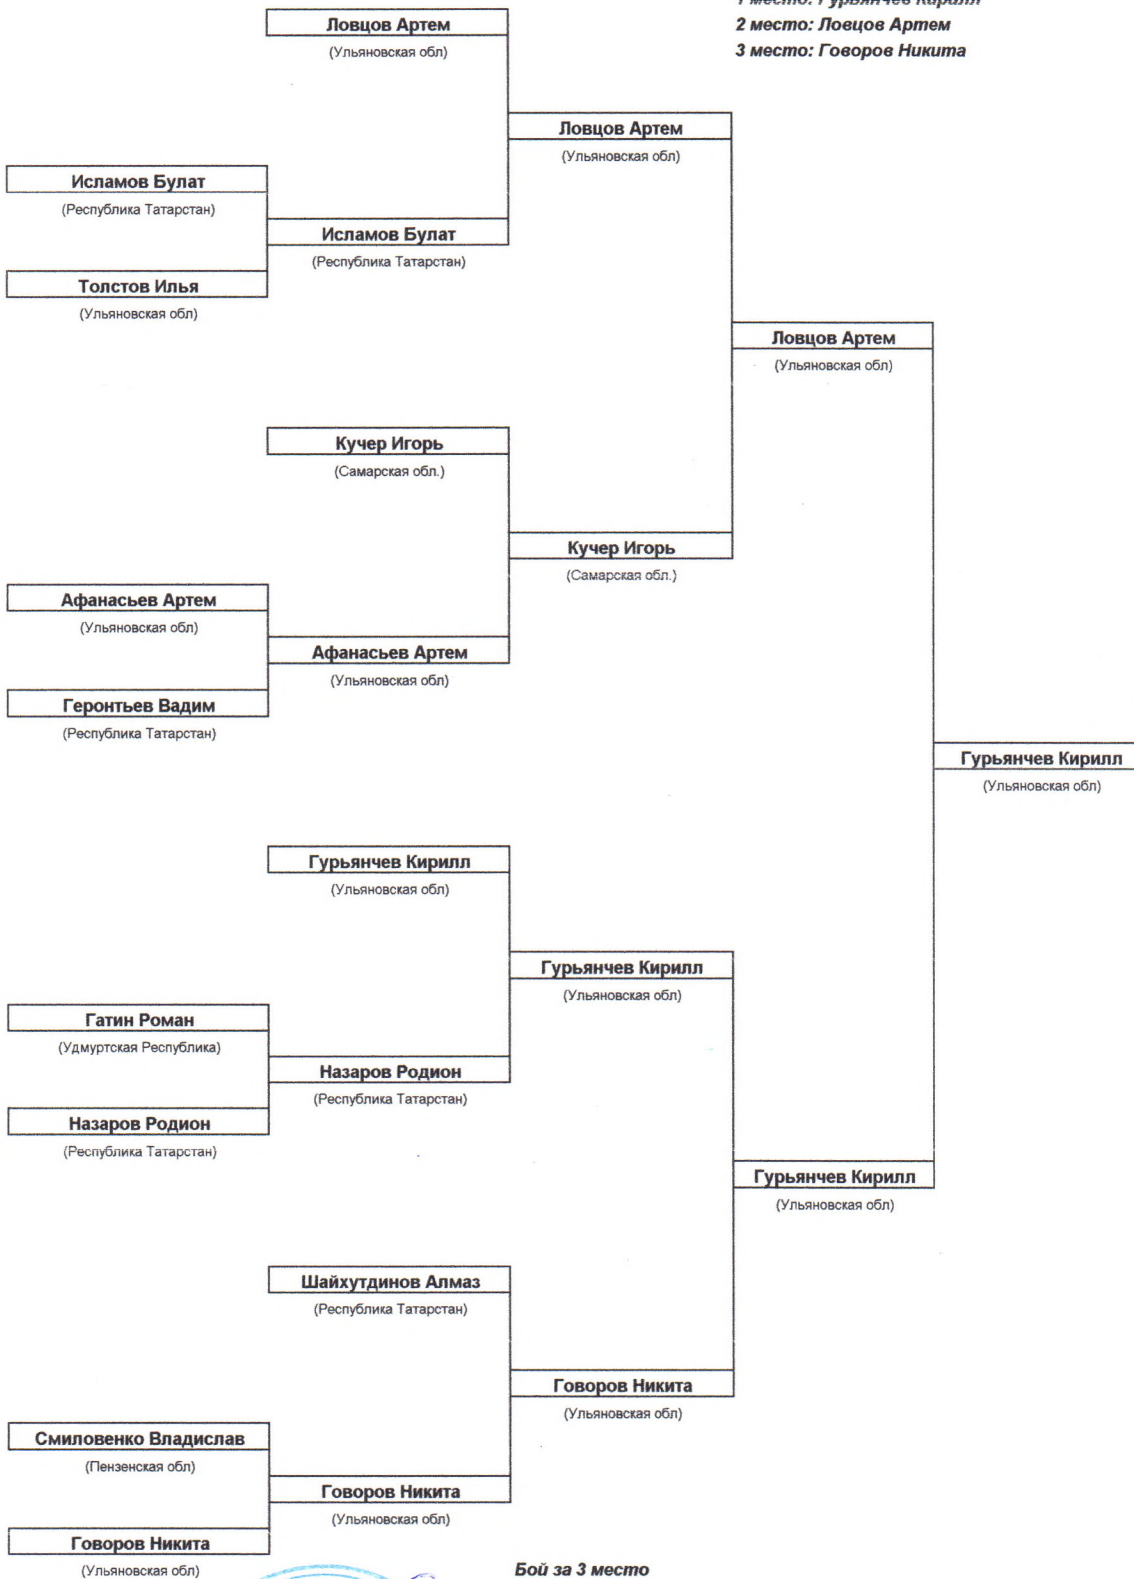 1 место: Гурьянчев Кирилл
Ловцов Артем
2 место: Ловцов Артем
(Ульяновская обл)
3 место: Говоров Никита
Ловцов Артем
(Ульяновская обл)
Исламов Булат
(Республика Татарстан)
Исламов Булат
(Республика Татарстан)
Толстов Илья
(Ульяновская обл)
Ловцов Артем
(Ульяновская обл)
Кучер Игорь
(Самарская обл.)
Кучер Игорь
(Самарская обл.)
Афанасьев Артем
(Ульяновская обл)
Афанасьев Артем
(Ульяновская обл)
Геронтьев Вадим
(Республика Татарстан)
Гурьянчев Кирилл
(Ульяновская обл)
Гурьянчев Кирилл
(Ульяновская обл)
Гурьянчев Кирилл
(Ульяновская обл)
Гатин Роман
(Удмуртская Республика)
Назаров Родион
(Республика Татарстан)
Назаров Родион
(Республика Татарстан)
Гурьянчев Кирилл
(Ульяновская обл)
Шайхутдинов Алмаз
(Республика Татарстан)
Говоров Никита
(Ульяновская обл)
Смиловенко Владислав
(Пензенская обл)
Говоров Никита
(Ульяновская обл)
Говоров Никита
(Ульяновская обл)
Бой за 3 место